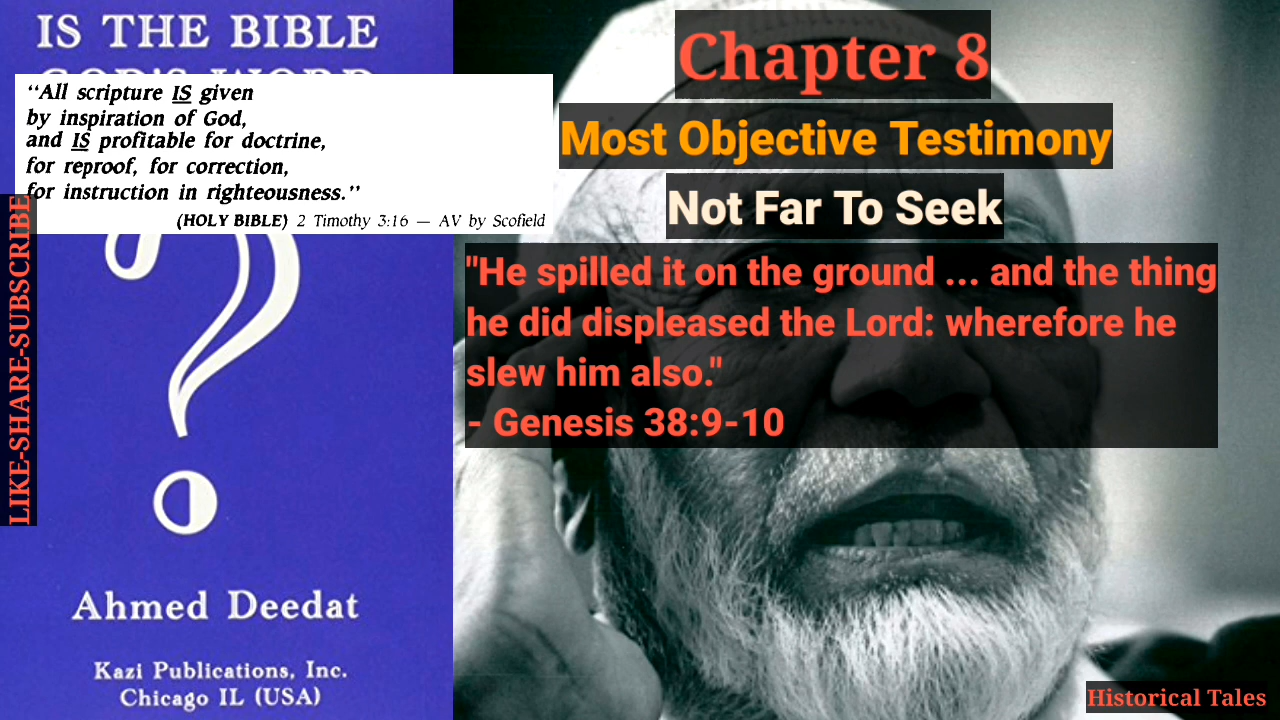 IS THE BIBLE
GOD'S WORD
"All scripture IS given
by inspiration of God,
and IS profitable for doctrine,
for reproof, for correction,
for instruction in righteousness."
(HOLY BIBLE) 2 Timothy 3:16 — AV by Scofield
?
Ahmed Deedat
Kazi Publications, Inc.
Chicago IL (USA)
LIKE-SHARE-SUBSCRIBE
Chapter 8
Most Objective Testimony
Not Far To Seek
"He spilled it on the ground ... and the thing
he did displeased the Lord: wherefore he
slew him also."
- Genesis 38:9-10
Historical Tales